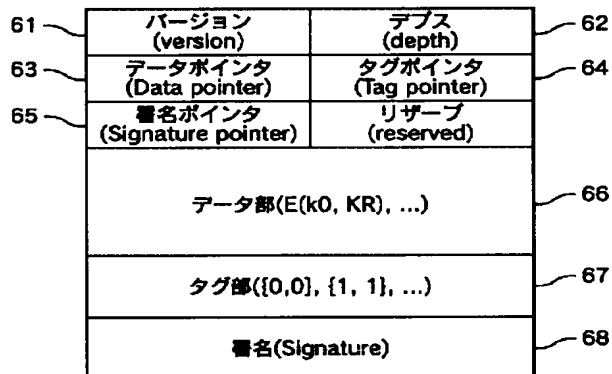 61 バージョン デプス 62
(version) (depth)
63 データポインタ タグポインタ 64
(Data pointer) (Tag pointer)
65 署名ポインタ リザーブ
(Signature pointer) (reserved)
データ部(E(k0, KR), ...) 66
タグ部({0,0}, {1, 1}, ...) 67
署名(Signature) 68